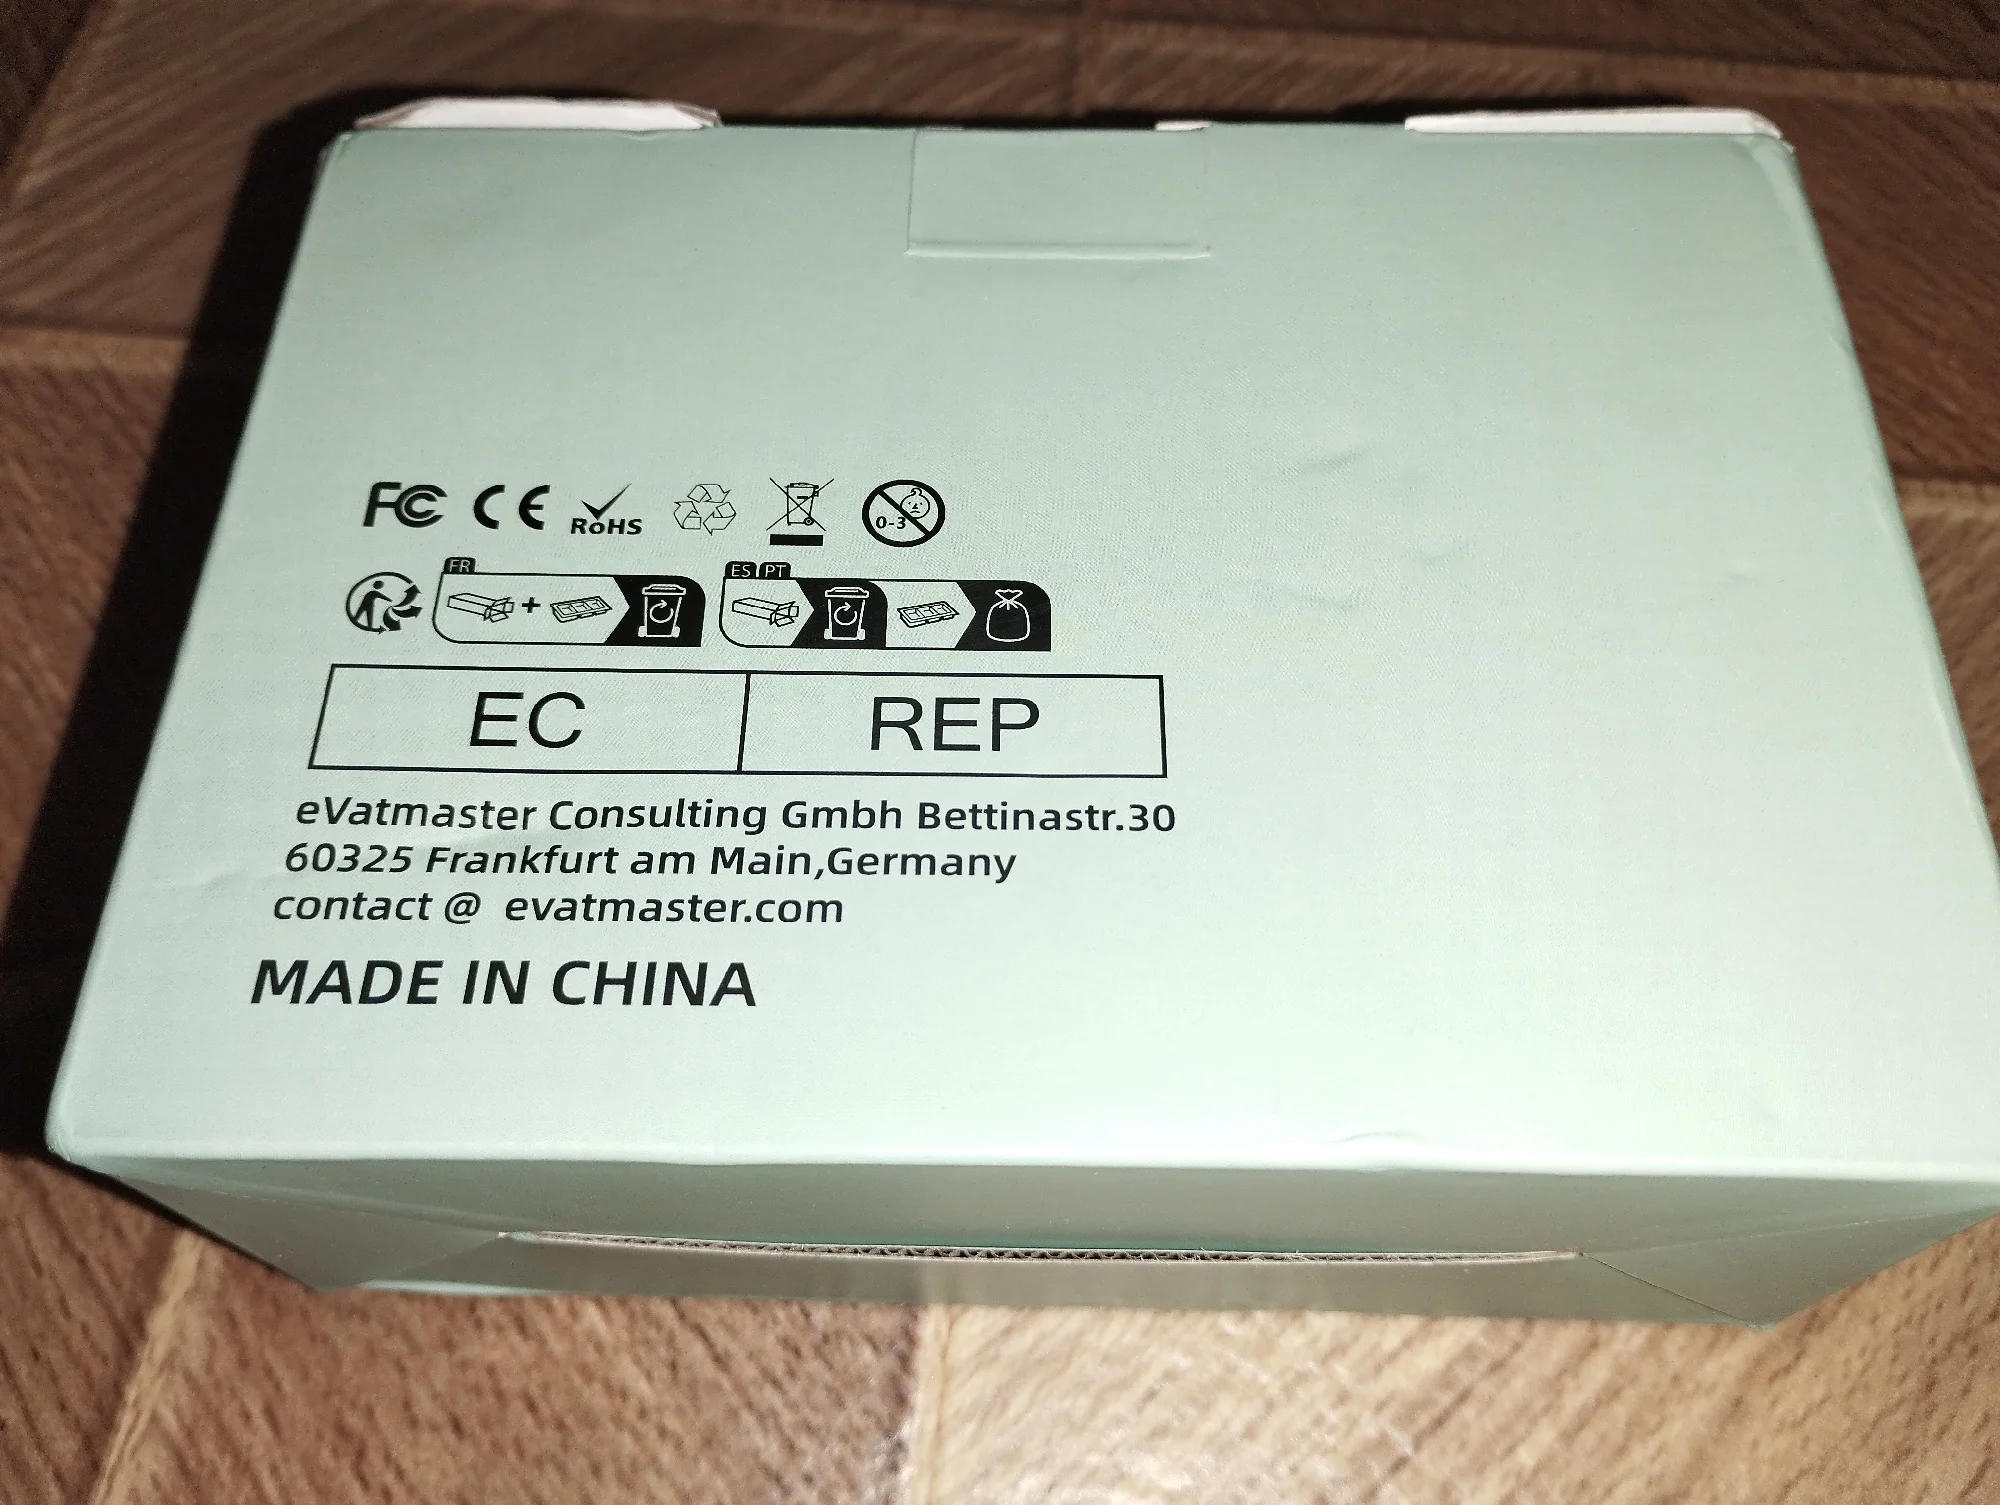 FC CE RoHS
0-3
FR
ES PT
EC REP
eVatmaster Consulting Gmbh Bettinastr.30
60325 Frankfurt am Main,Germany
contact @ evatmaster.com
MADE IN CHINA